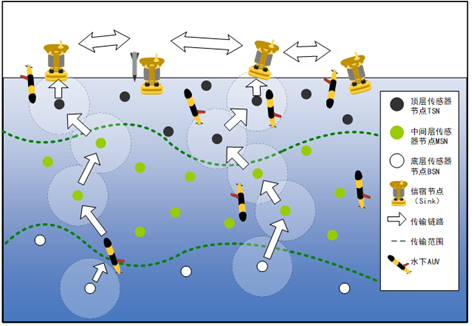 顶层传感器
节点TSN
中间层传感
器节点MSN
底层传感器
节点BSN
信宿节点
（Sink）
传输链路
传输范围
水下AUV